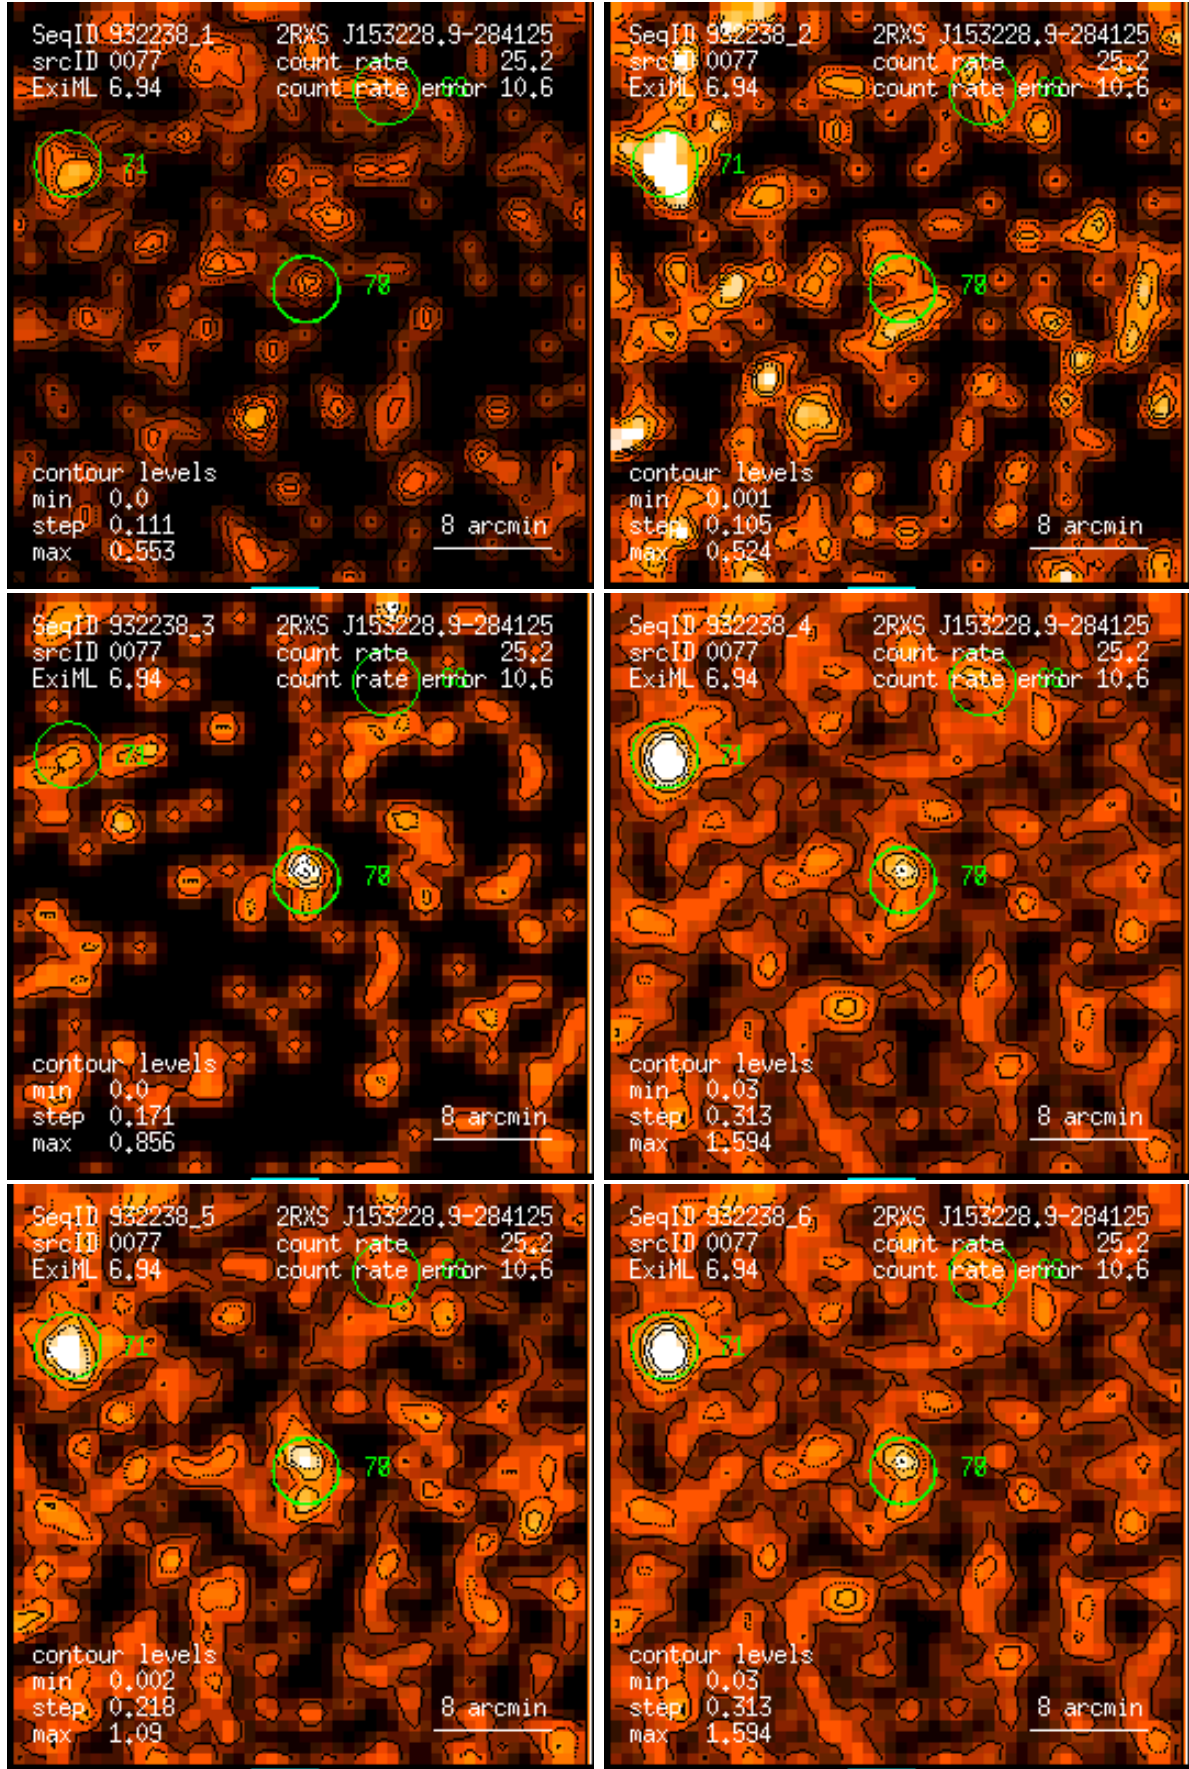 SeqID 932238_1 2RXS J153228.9-284125
srcID 0077 count rate 25.2
ExiML 6.94 count rate error 10.6
71
contour levels
min 0.0
step 0.111
max 0.553
8 arcmin
SeqID 932238_2 2RXS J153228.9-284125
srcID 0077 count rate 25.2
ExiML 6.94 count rate error 10.6
71
contour levels
min 0.001
step 0.105
max 0.524
8 arcmin
SeqID 932238_3 2RXS J153228.9-284125
srcID 0077 count rate 25.2
ExiML 6.94 count rate error 10.6
71
contour levels
min 0.0
step 0.171
max 0.856
8 arcmin
SeqID 932238_4 2RXS J153228.9-284125
srcID 0077 count rate 25.2
ExiML 6.94 count rate error 10.6
71
contour levels
min 0.03
step 0.313
max 1.594
8 arcmin
SeqID 932238_5 2RXS J153228.9-284125
srcID 0077 count rate 25.2
ExiML 6.94 count rate error 10.6
71
contour levels
min 0.002
step 0.218
max 1.09
8 arcmin
SeqID 932238_6 2RXS J153228.9-284125
srcID 0077 count rate 25.2
ExiML 6.94 count rate error 10.6
71
contour levels
min 0.03
step 0.313
max 1.594
8 arcmin